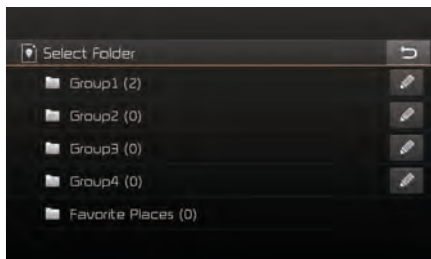 Select Folder
Group1 (2)
Group2 (0)
Group3 (0)
Group4 (0)
Favorite Places (0)